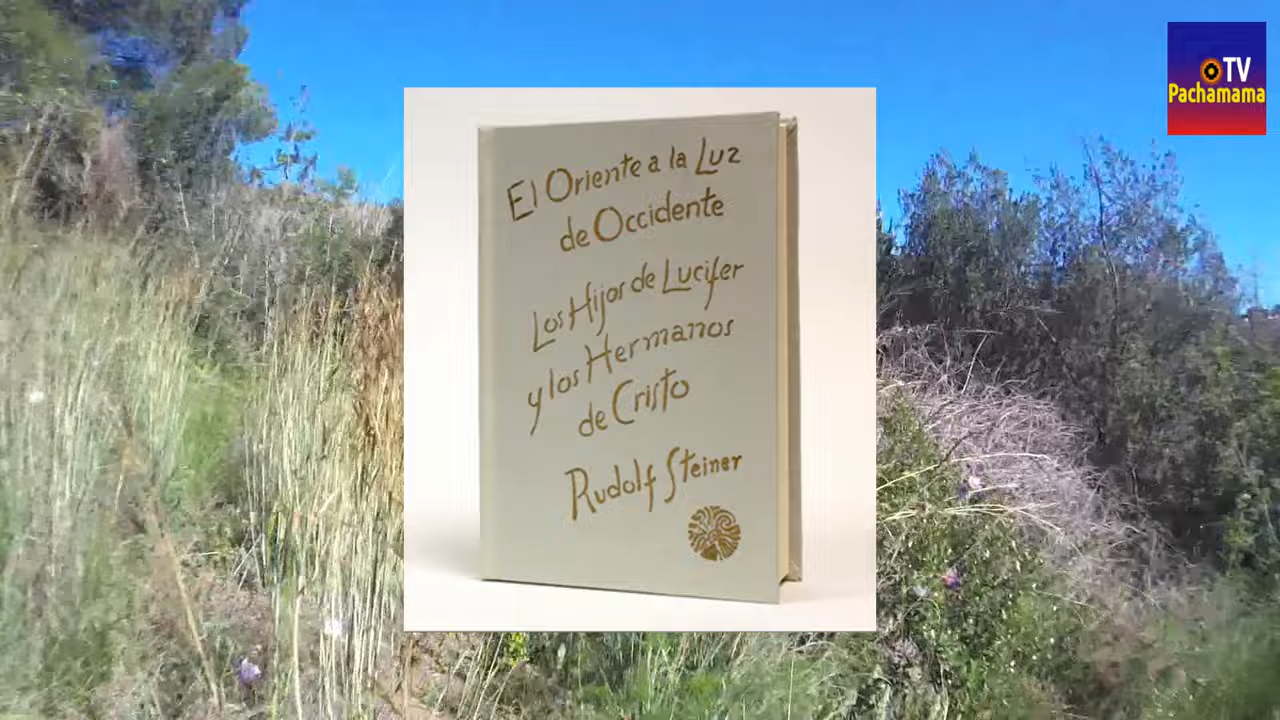 TV
Pachamama
El Oriente a la Luz
de Occidente
Los Hijos de Lucifer
y los Hermanos
de Cristo
Rudolf Steiner